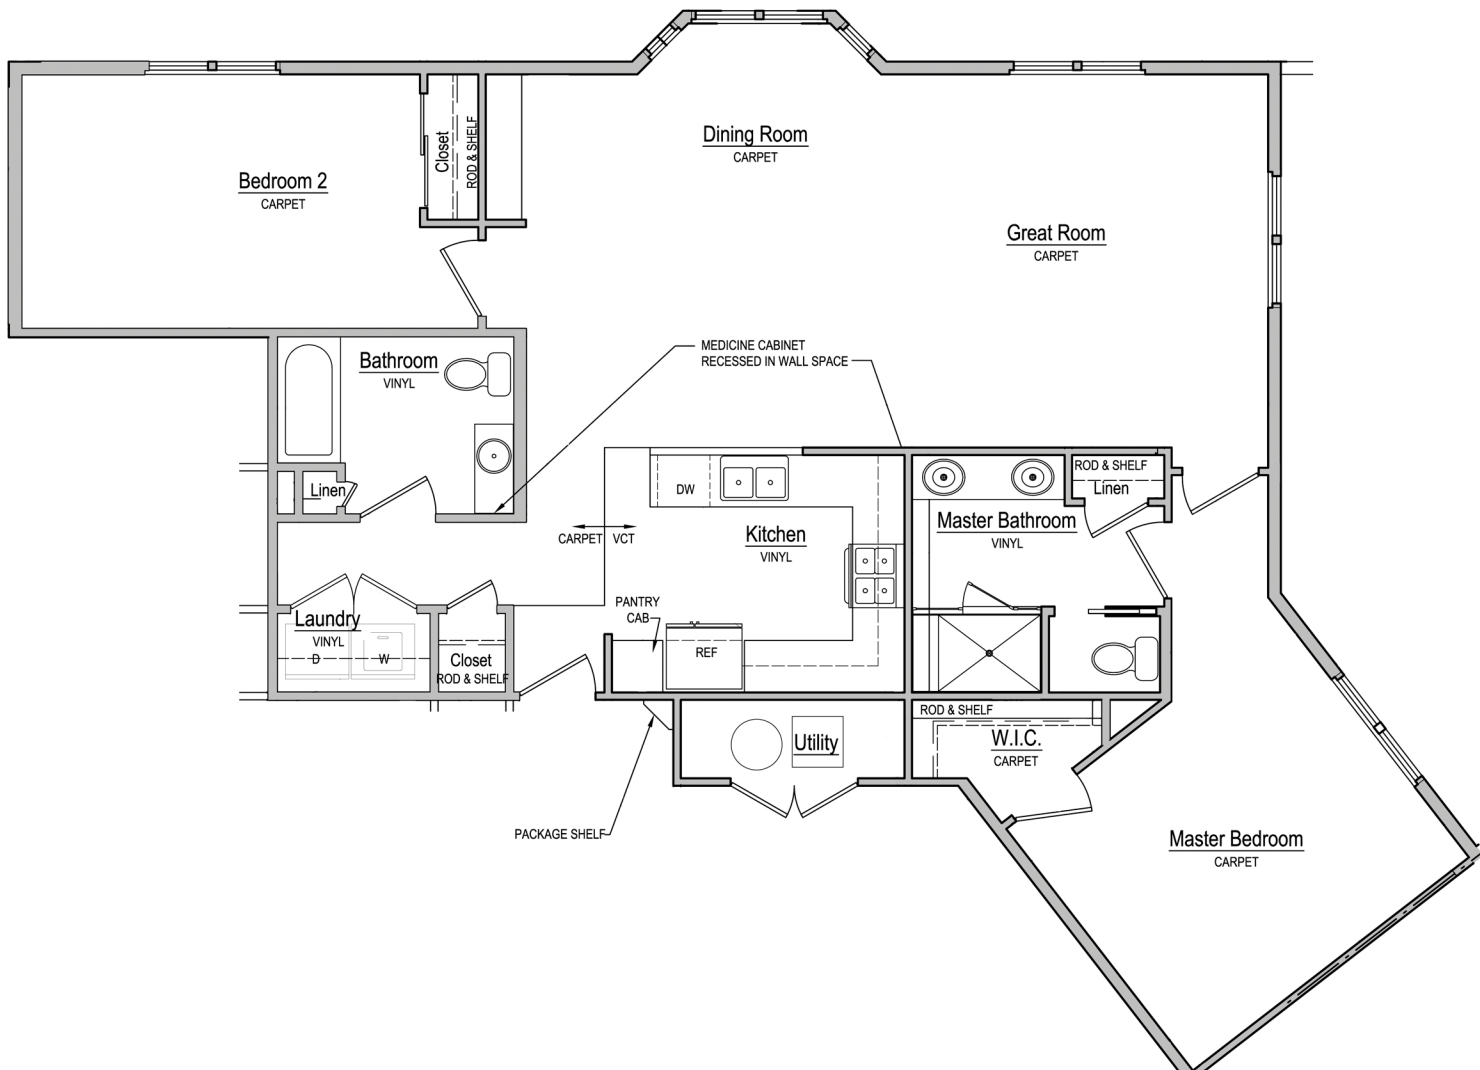 Dining Room
CARPET
Closet
ROD & SHELF
Bedroom 2
CARPET
Great Room
CARPET
MEDICINE CABINET
RECESSED IN WALL SPACE
Bathroom
VINYL
Linen
DW
ROD & SHELF
Linen
Master Bathroom
VINYL
CARPET
VCT
Kitchen
VINYL
PANTRY
CAB
REF
Laundry
VINYL
D
W
Closet
ROD & SHELF
ROD & SHELF
W.I.C.
CARPET
Utility
PACKAGE SHELF
Master Bedroom
CARPET